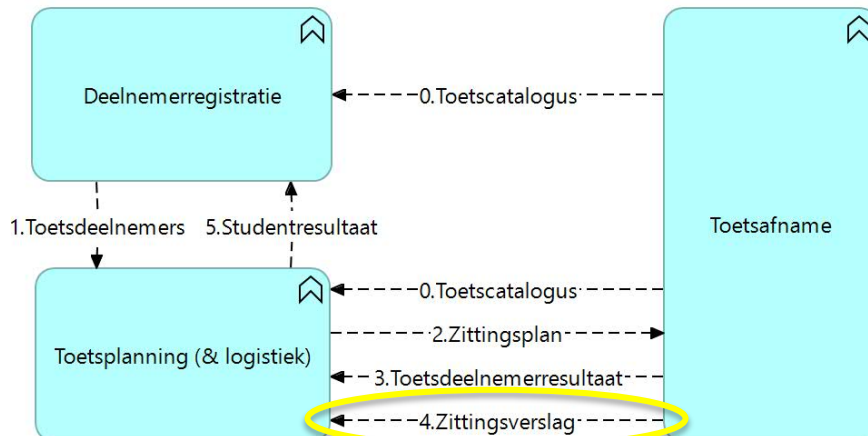 Deelnemerregistratie
0.Toetscatalogus
Toetsafname
1.Toetsdeelnemers
5.Studentresultaat
Toetsplanning (& logistiek)
0.Toetscatalogus
2.Zittingsplan
3.Toetsdeelnemerresultaat
4.Zittingsverslag